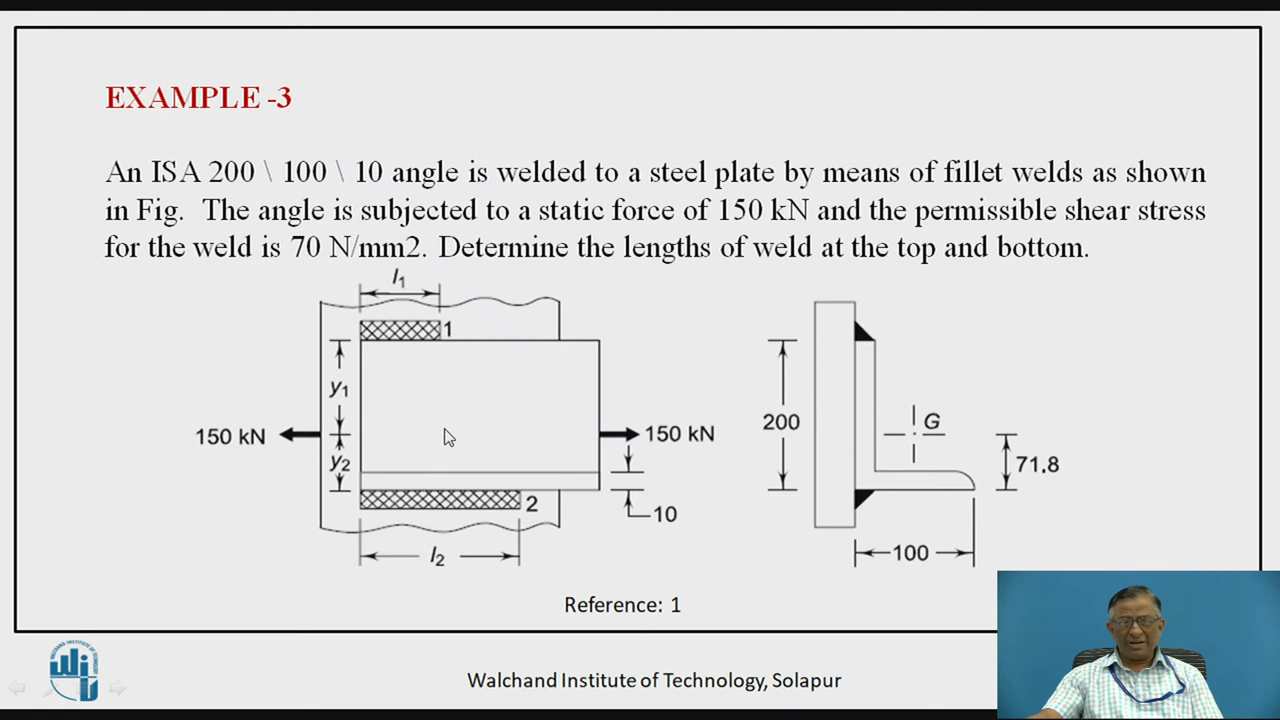 EXAMPLE -3
An ISA 200 \ 100 \ 10 angle is welded to a steel plate by means of fillet welds as shown
in Fig. The angle is subjected to a static force of 150 kN and the permissible shear stress
for the weld is 70 N/mm2. Determine the lengths of weld at the top and bottom.
l1
1
y1
150 kN
150 kN
y2
10
2
l2
200
G
71.8
100
Reference: 1
Walchand Institute of Technology, Solapur